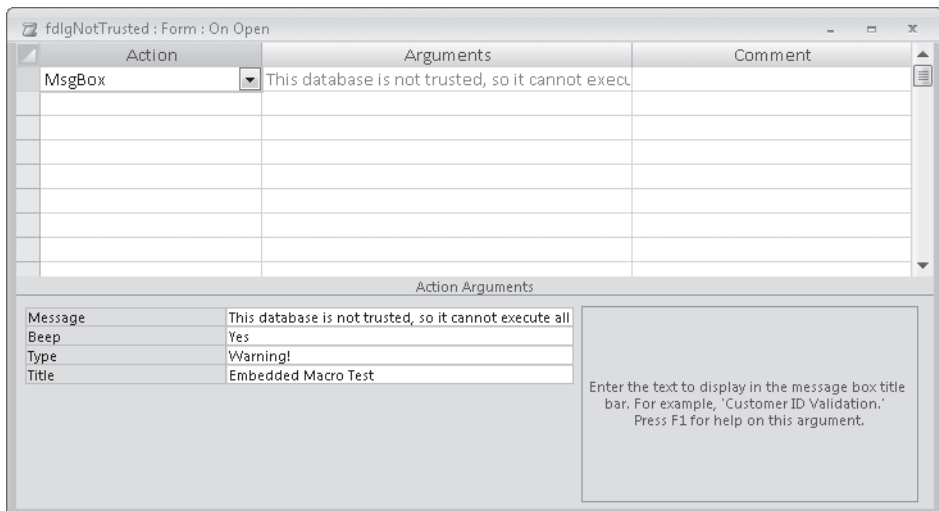 fdlgNotTrusted : Form : On Open
Action Arguments Comment
MsgBox This database is not trusted, so it cannot execu
Action Arguments
Message This database is not trusted, so it cannot execute all
Beep Yes
Type Warning!
Title Embedded Macro Test
Enter the text to display in the message box title
bar. For example, 'Customer ID Validation.'
Press F1 for help on this argument.